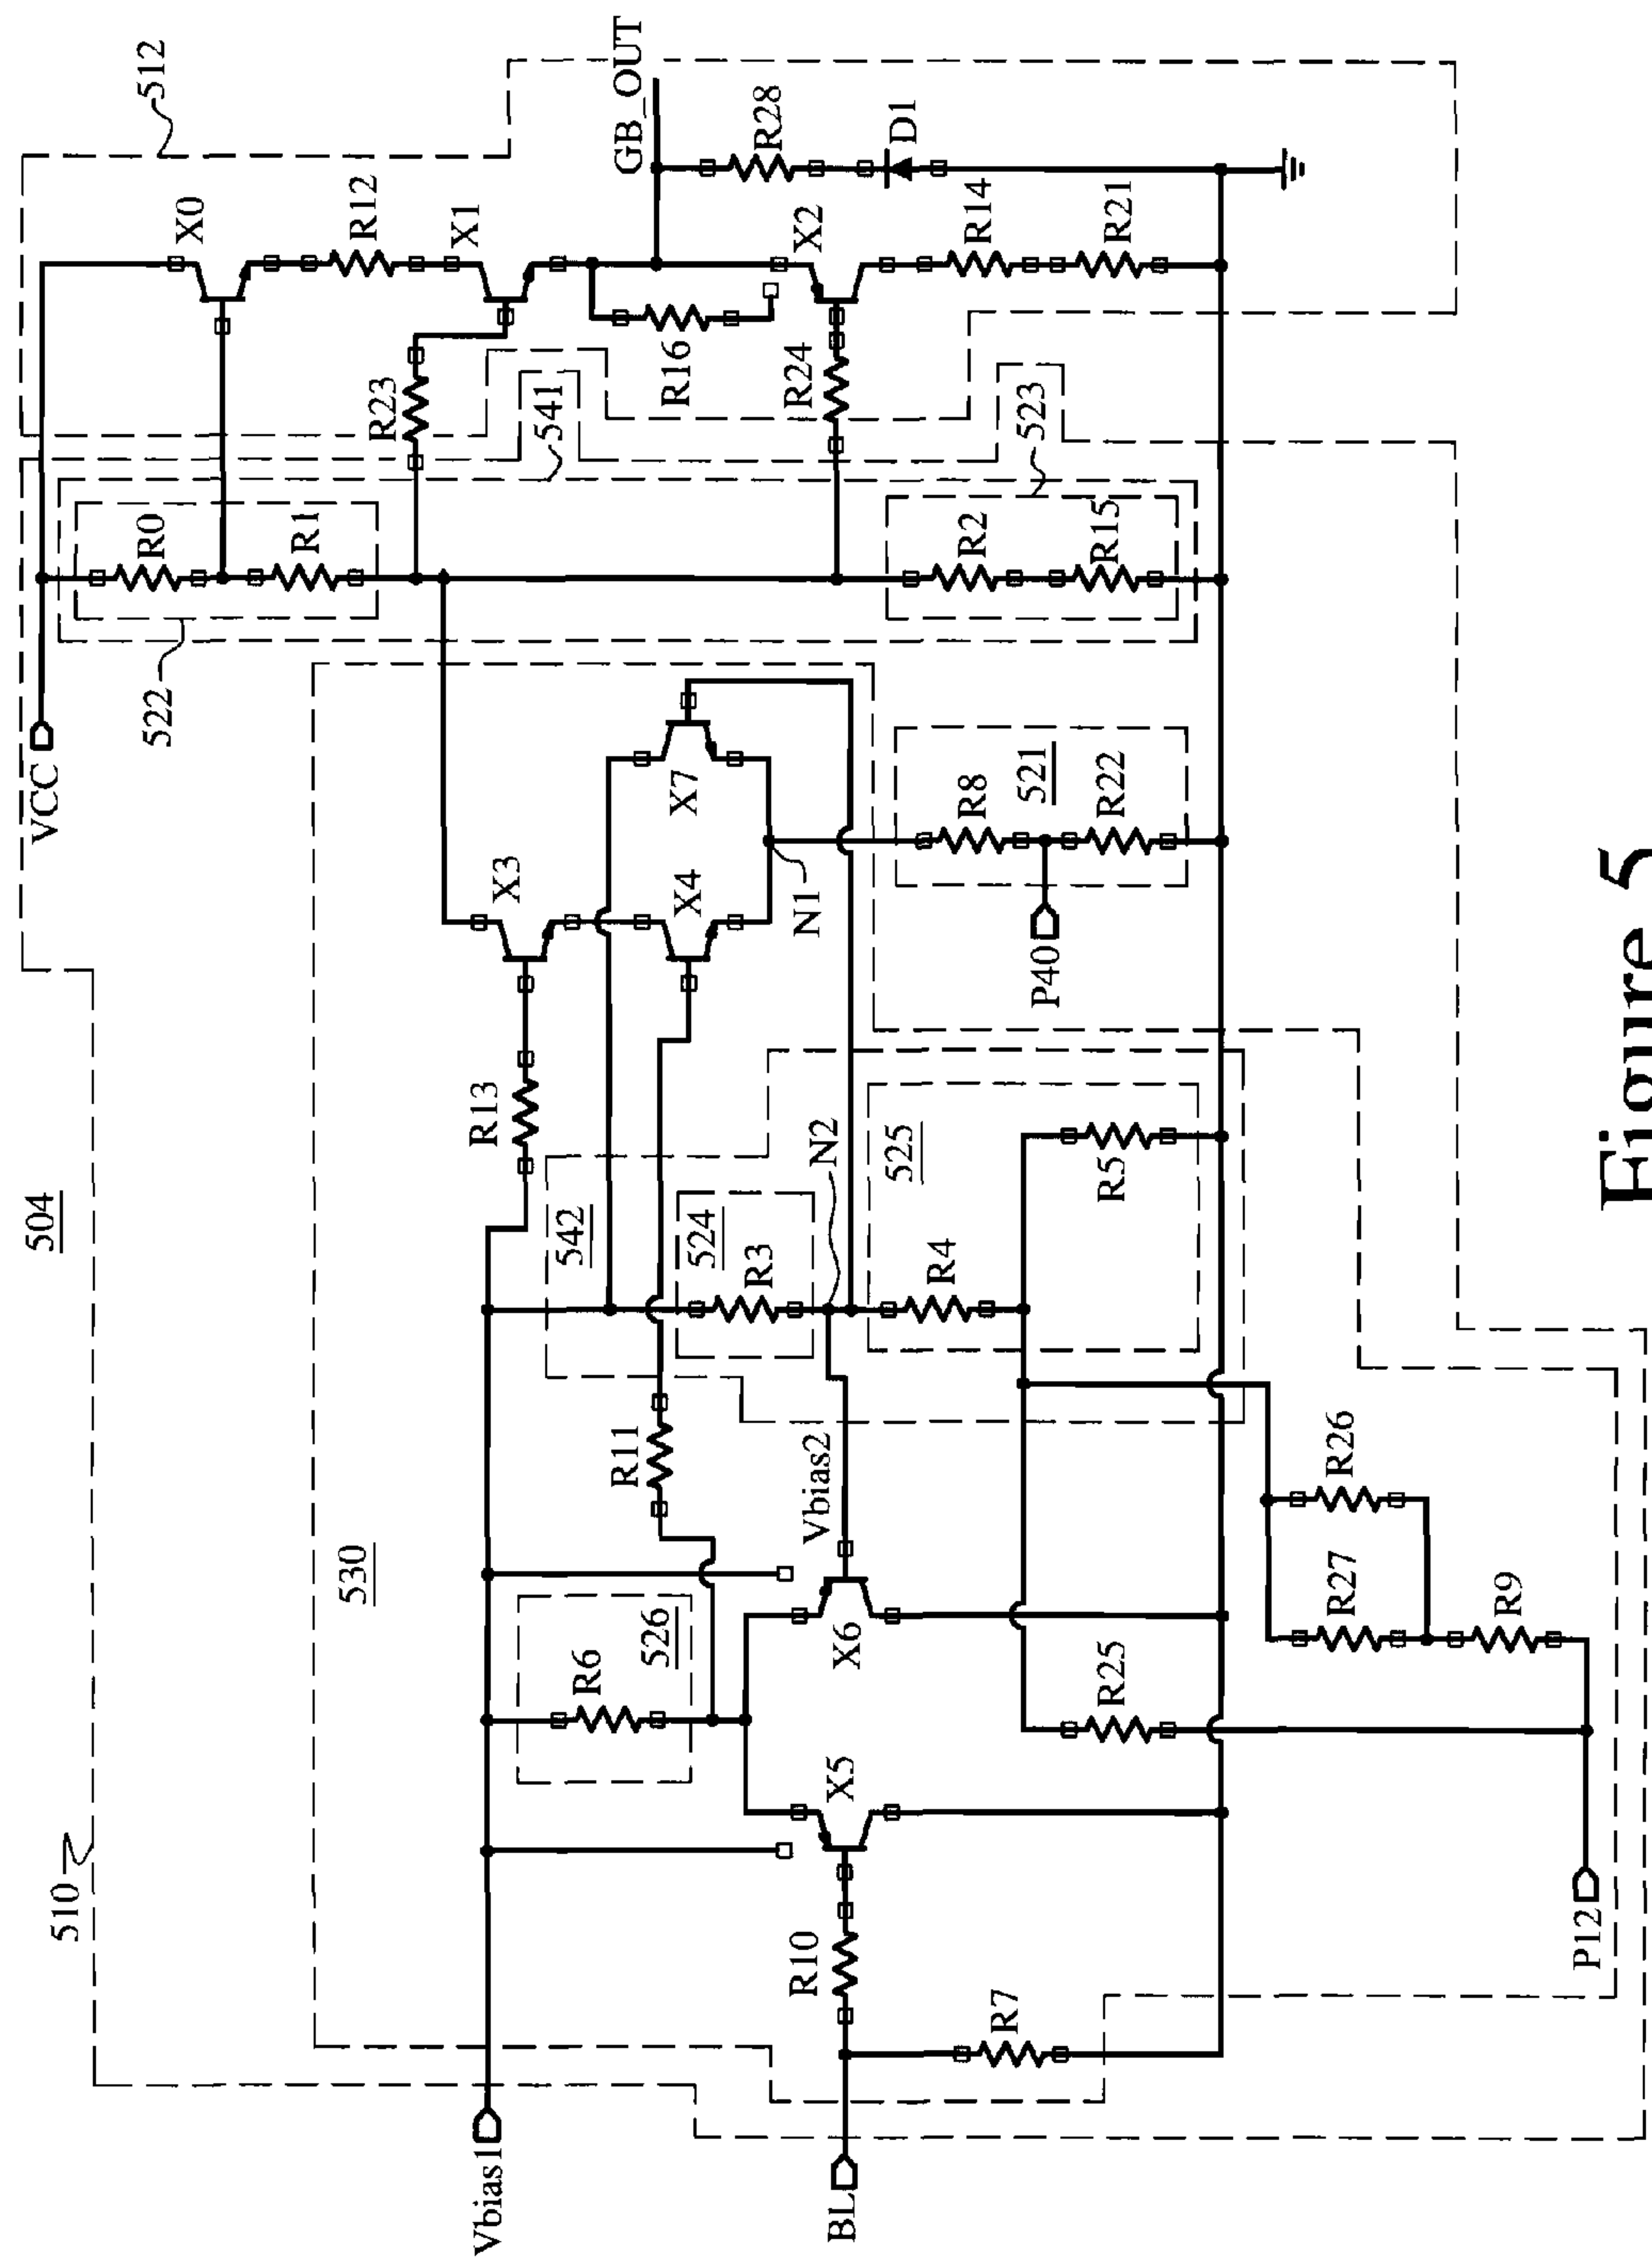 504
510
VCC
522
512
R0
R1
541
X0
R12
R23
X1
GB_OUT
R16
R24
X2
R28
D1
R14
R21
523
R2
R15
530
X3
R13
X7
X4
N1
R8
521
R22
P40
542
524
R3
N2
525
R4
R5
R11
Vbias2
Vbias1
R6
526
X6
X5
R10
BL
R7
R25
R26
R27
R9
P12
Figure 5